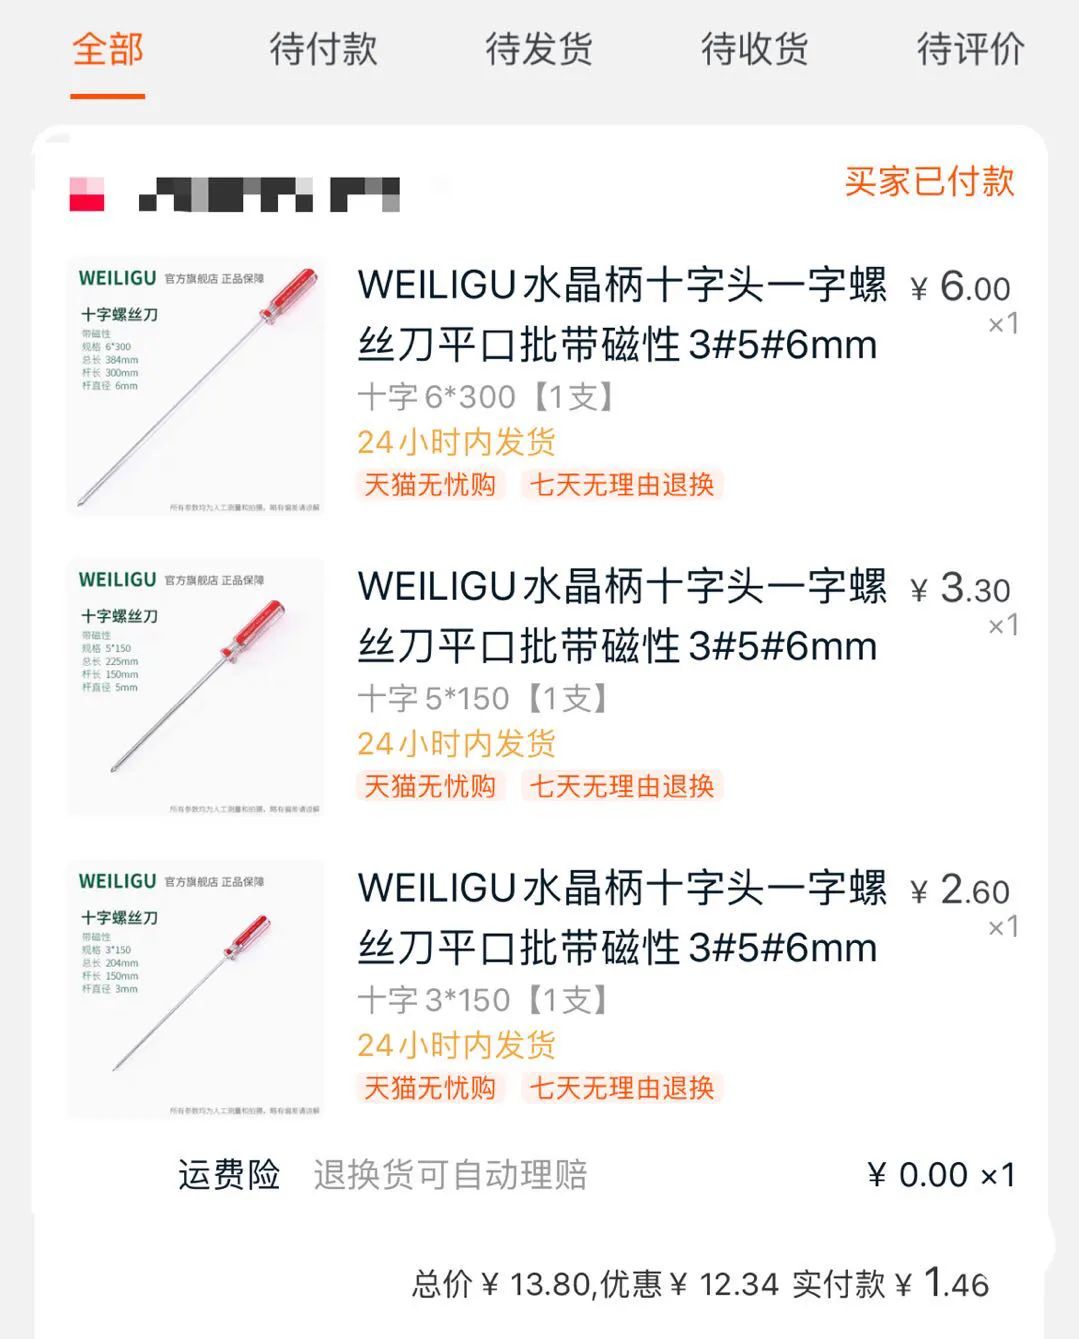 全部 待付款 待发货 待收货 待评价
买家已付款
WEILIGU 官方旗舰店 正品保障
十字螺丝刀
带磁性
规格 6*300
总长 384mm
杆长 300mm
杆直径 6mm
所有参数均为人工测量和拍摄，略有偏差请谅解
WEILIGU水晶柄十字头一字螺 ¥ 6.00
丝刀平口批带磁性3#5#6mm ×1
十字6*300【1支】
24小时内发货
天猫无忧购 七天无理由退换
WEILIGU 官方旗舰店 正品保障
十字螺丝刀
带磁性
规格 5*150
总长 225mm
杆长 150mm
杆直径 5mm
所有参数均为人工测量和拍摄，略有偏差请谅解
WEILIGU水晶柄十字头一字螺 ¥ 3.30
丝刀平口批带磁性3#5#6mm ×1
十字5*150【1支】
24小时内发货
天猫无忧购 七天无理由退换
WEILIGU 官方旗舰店 正品保障
十字螺丝刀
带磁性
规格 3*150
总长 204mm
杆长 150mm
杆直径 3mm
所有参数均为人工测量和拍摄，略有偏差请谅解
WEILIGU水晶柄十字头一字螺 ¥ 2.60
丝刀平口批带磁性3#5#6mm ×1
十字3*150【1支】
24小时内发货
天猫无忧购 七天无理由退换
运费险 退换货可自动理赔 ¥ 0.00 ×1
总价¥ 13.80,优惠¥ 12.34 实付款¥ 1.46